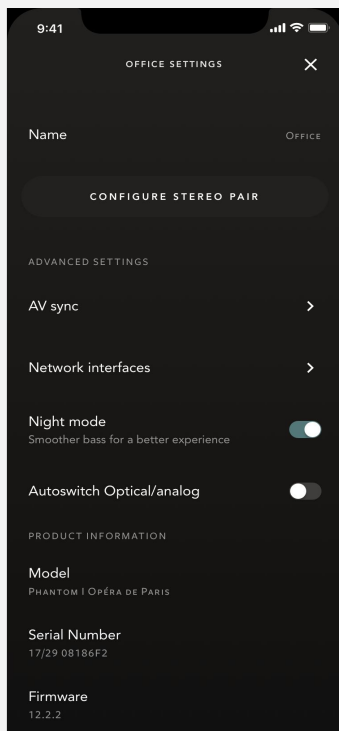 9:41
OFFICE SETTINGS
Name OFFICE
CONFIGURE STEREO PAIR
ADVANCED SETTINGS
AV sync
Network interfaces
Night mode
Smoother bass for a better experience
Autoswitch Optical/analog
PRODUCT INFORMATION
Model
PHANTOM I OPÉRA DE PARIS
Serial Number
17/29 08186F2
Firmware
12.2.2